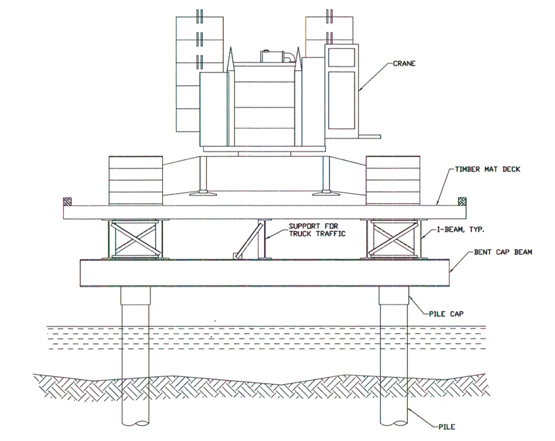 CRANE
TIMBER MAT DECK
SUPPORT FOR
TRUCK TRAFFIC
I-BEAM, TYP.
BENT CAP BEAM
PILE CAP
PILE